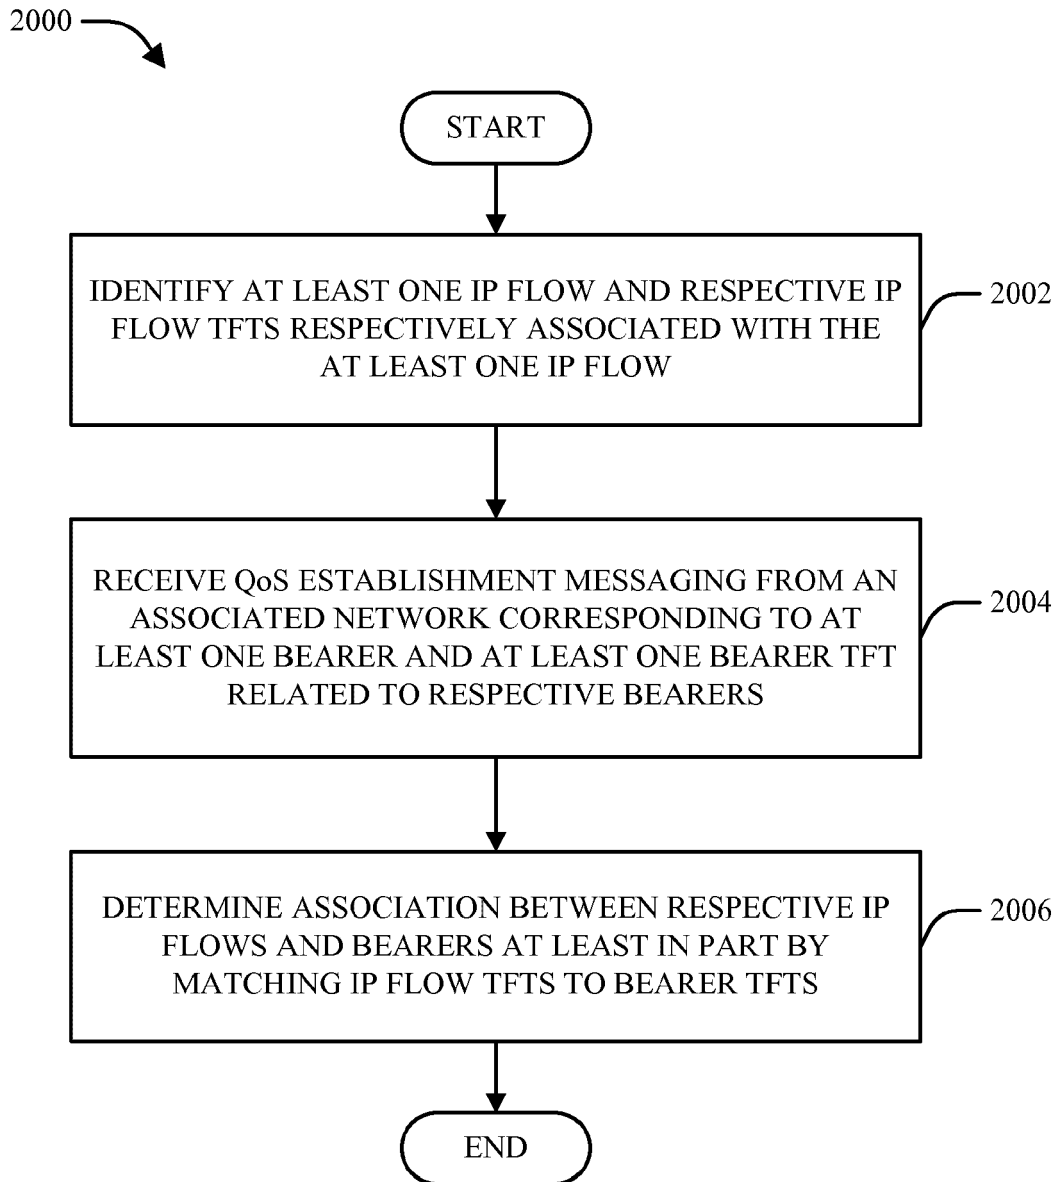 2000
START
IDENTIFY AT LEAST ONE IP FLOW AND RESPECTIVE IP
FLOW TFTS RESPECTIVELY ASSOCIATED WITH THE
AT LEAST ONE IP FLOW
2002
RECEIVE QoS ESTABLISHMENT MESSAGING FROM AN
ASSOCIATED NETWORK CORRESPONDING TO AT
LEAST ONE BEARER AND AT LEAST ONE BEARER TFT
RELATED TO RESPECTIVE BEARERS
2004
DETERMINE ASSOCIATION BETWEEN RESPECTIVE IP
FLOWS AND BEARERS AT LEAST IN PART BY
MATCHING IP FLOW TFTS TO BEARER TFTS
2006
END